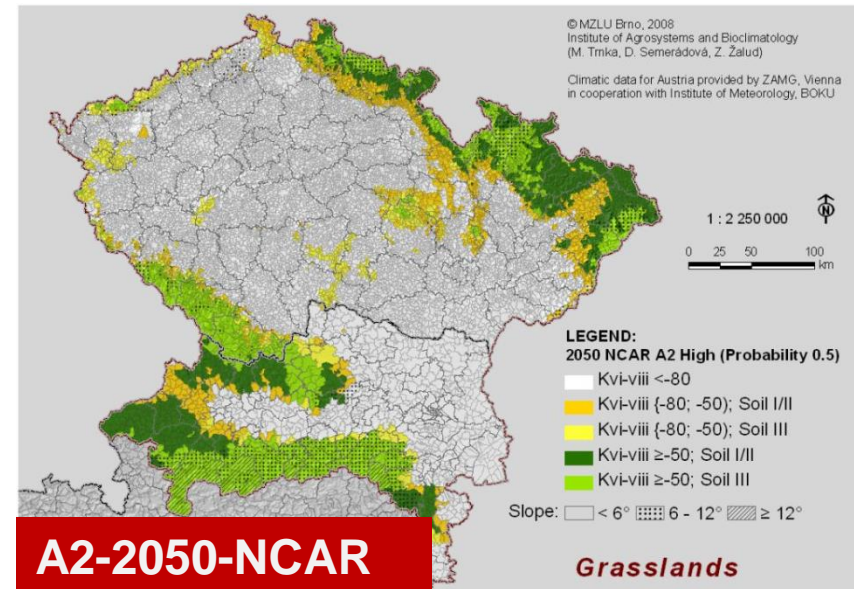 © MZLU Brno, 2008
Institute of Agrosystems and Bioclimatology
(M. Trnka, D. Semerádová, Z. Žalud)
Climatic data for Austria provided by ZAMG, Vienna
in cooperation with Institute of Meteorology, BOKU
N
1 : 2 250 000
0 25 50 100
km
LEGEND:
2050 NCAR A2 High (Probability 0.5)
Kvi-viii <-80
Kvi-viii {-80; -50); Soil I/II
Kvi-viii {-80; -50); Soil III
Kvi-viii ≥-50; Soil I/II
Kvi-viii ≥-50; Soil III
Slope: < 6° 6 - 12° ≥ 12°
A2-2050-NCAR
Grasslands